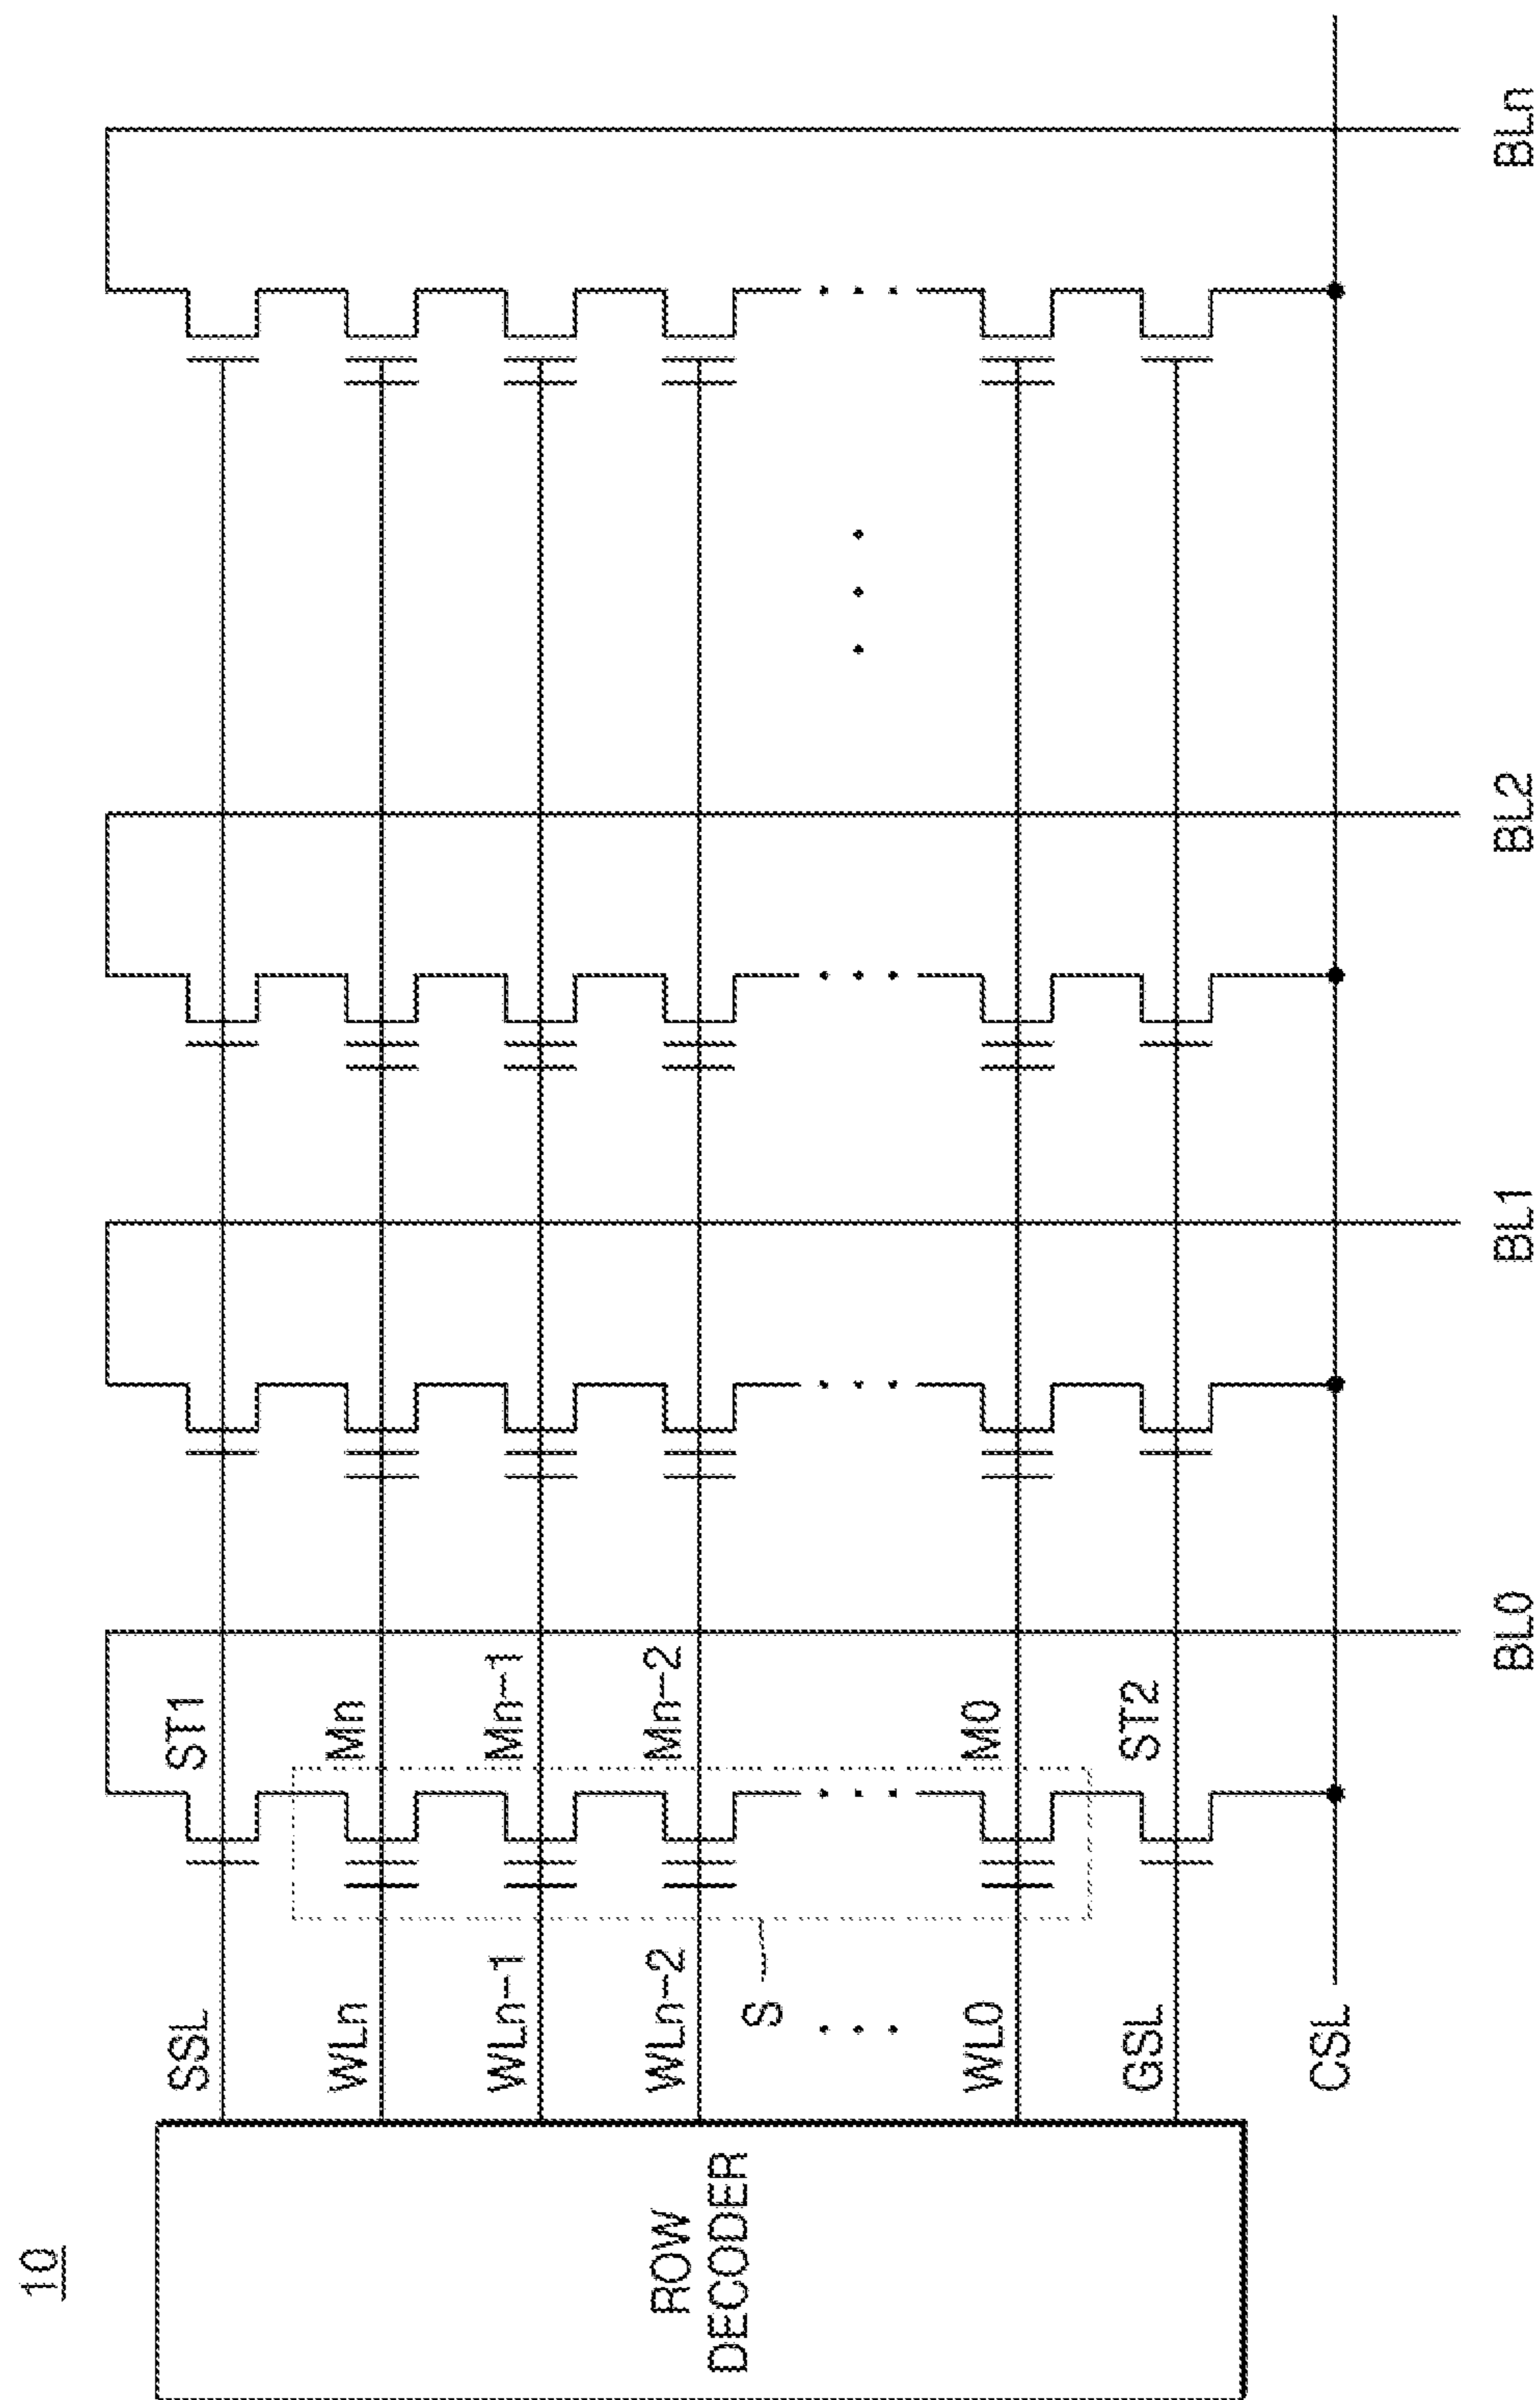 10
ROW
DECODER
SSL
WLn
WLn-1
WLn-2
S
WL0
GSL
CSL
ST1
Mn
Mn-1
Mn-2
M0
ST2
BL0
BL1
BL2
BLn